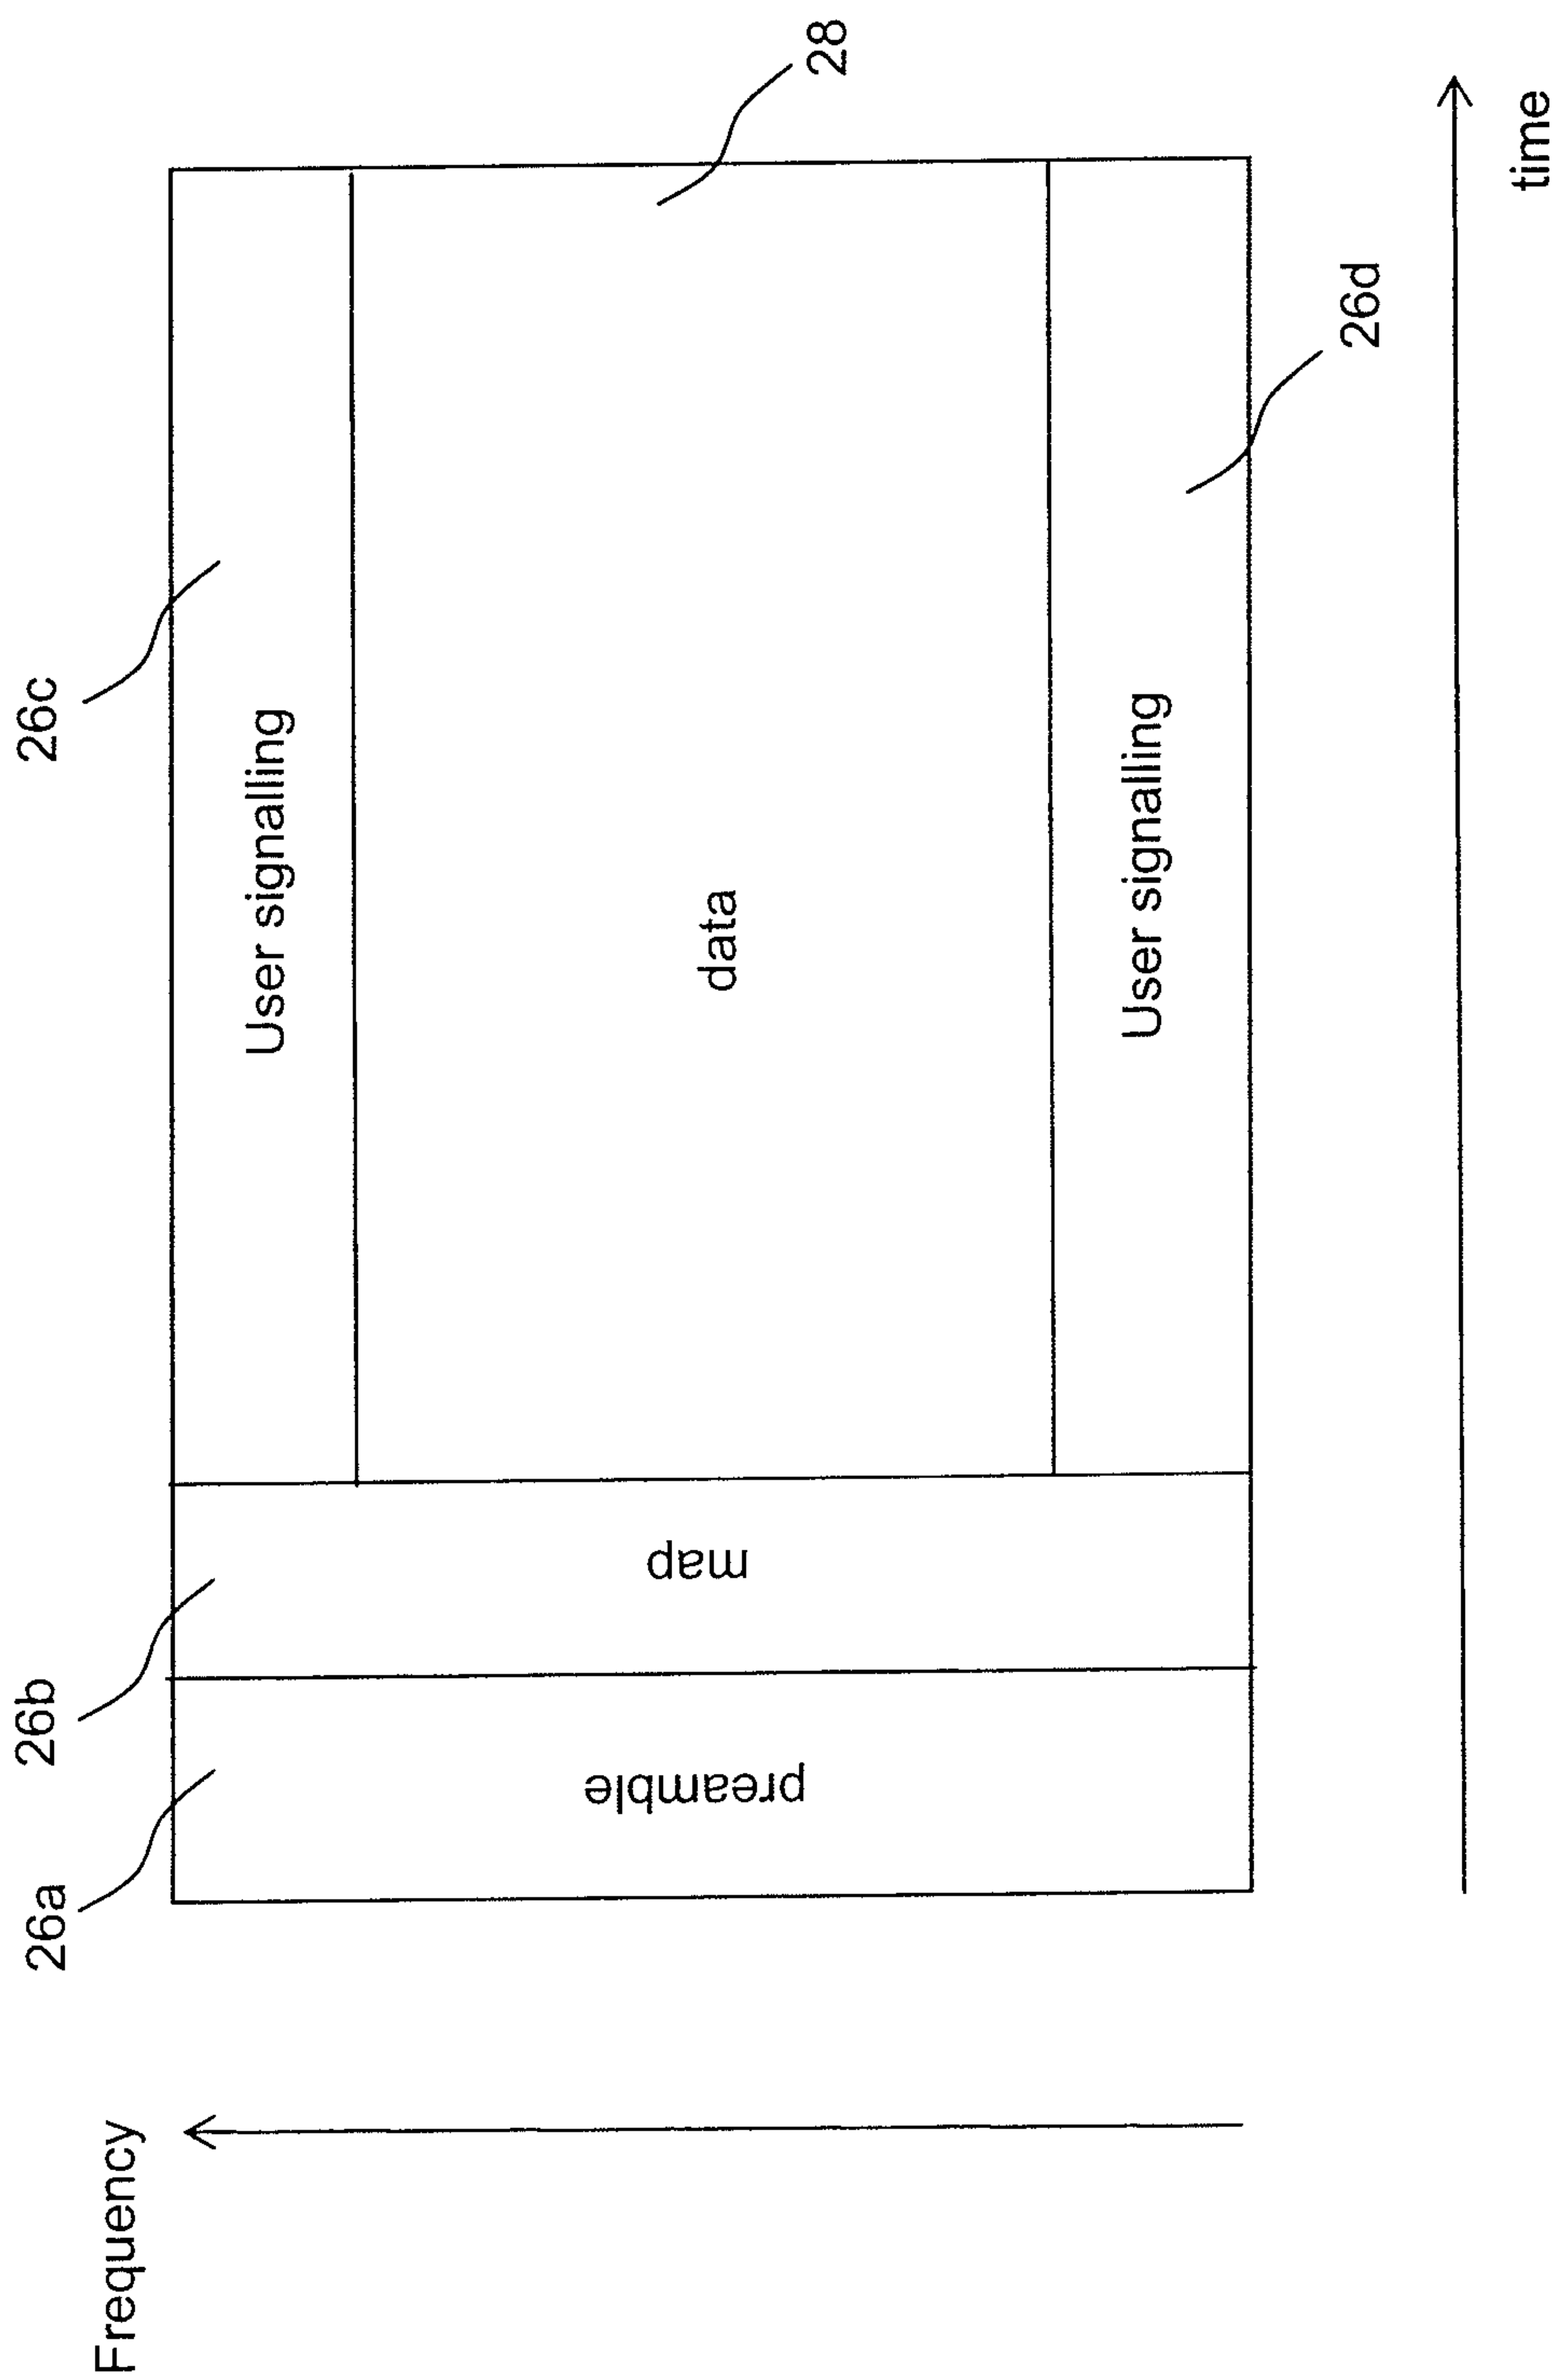 Frequency
26a
26b
26c
preamble
map
User signalling
data
User signalling
28
26d
time